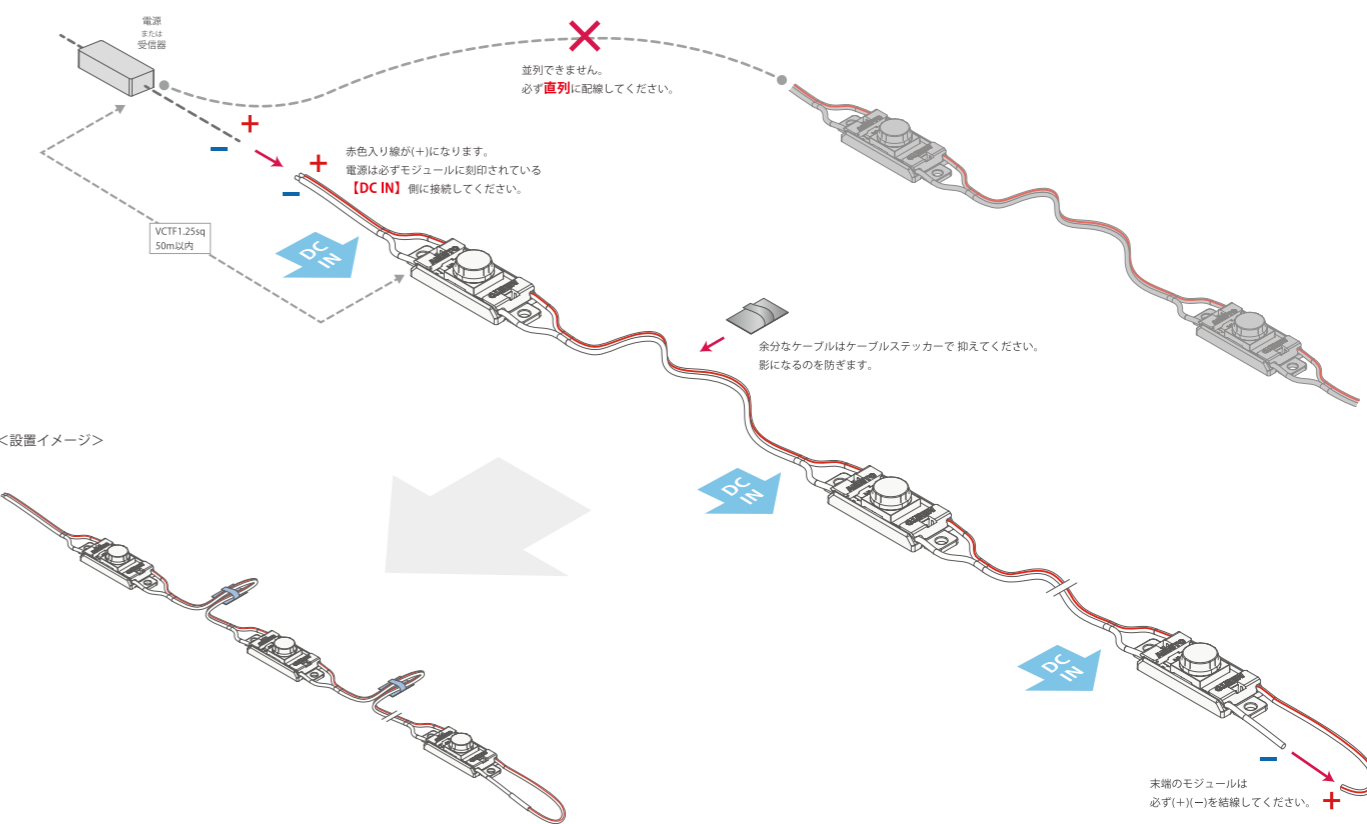 電源
または
受信器
並列できません。
必ず直列に配線してください。
+
−
+
−
赤色入り線が(+)になります。
電源は必ずモジュールに刻印されている
【DC IN】側に接続してください。
VCTF1.25sq
50m以内
DC
IN
余分なケーブルはケーブルステッカーで 抑えてください。
影になるのを防ぎます。
<設置イメージ>
DC
IN
DC
IN
−
+
末端のモジュールは
必ず(+)(ー)を結線してください。